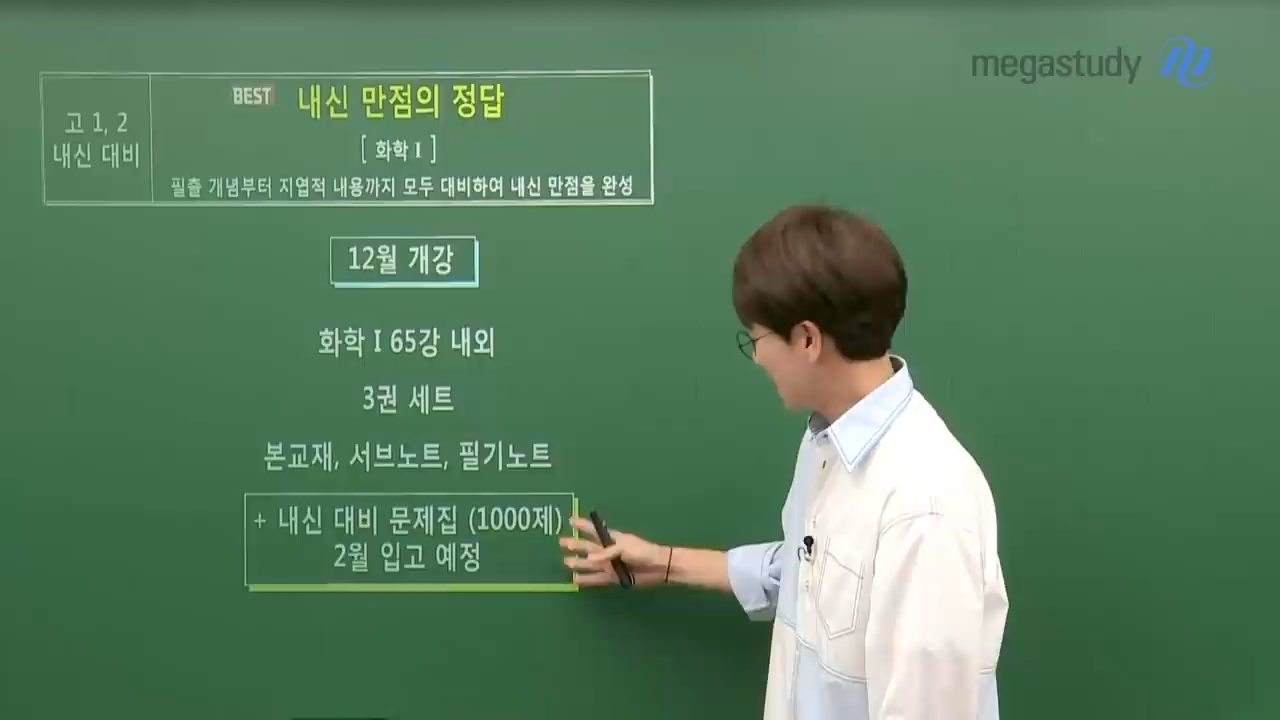 megastudy
고 1, 2
내신 대비
BEST 내신 만점의 정답
[ 화학 I ]
필출 개념부터 지엽적 내용까지 모두 대비하여 내신 만점을 완성
12월 개강
화학 I 65강 내외
3권 세트
본교재, 서브노트, 필기노트
+ 내신 대비 문제집 (1000제)
2월 입고 예정